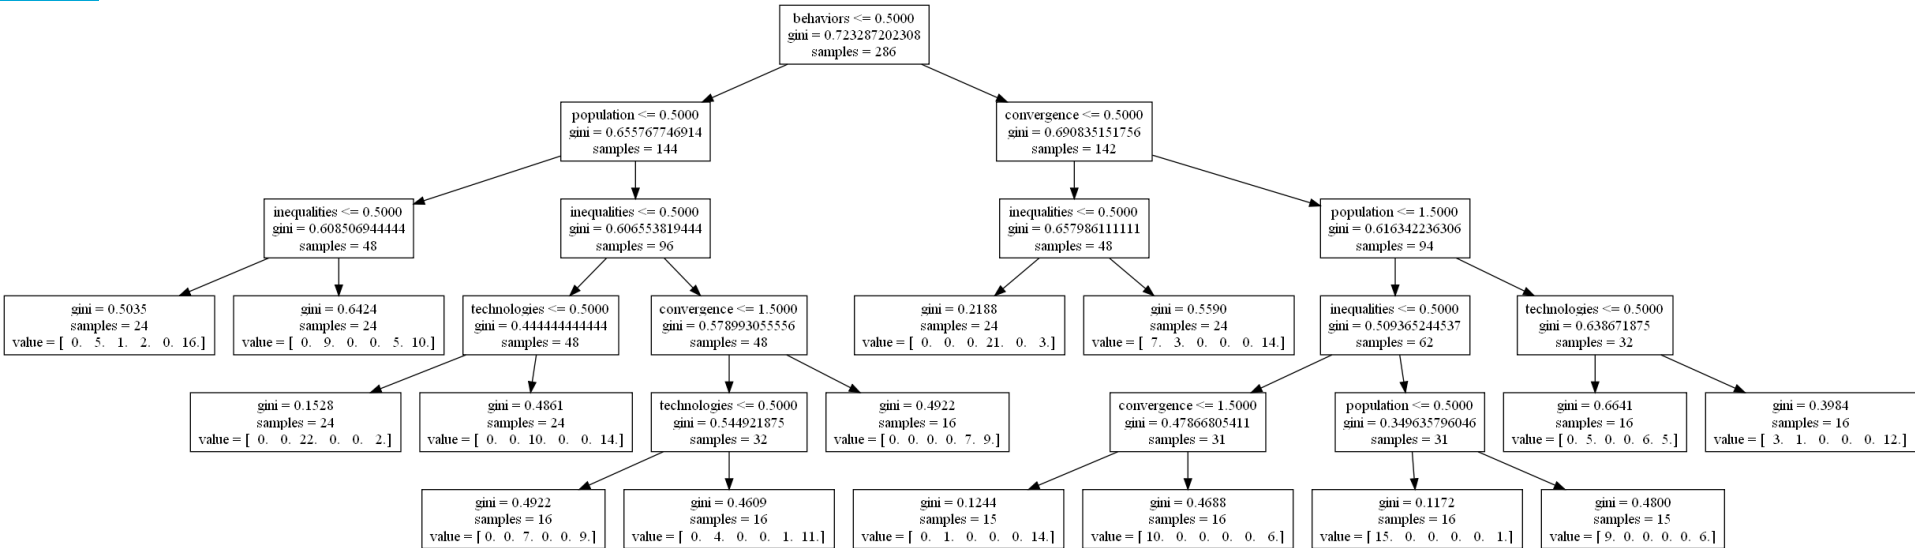 behaviors <= 0.5000
gini = 0.723287202308
samples = 286
population <= 0.5000
gini = 0.655767746914
samples = 144
convergence <= 0.5000
gini = 0.690835151756
samples = 142
inequalities <= 0.5000
gini = 0.608506944444
samples = 48
inequalities <= 0.5000
gini = 0.606553819444
samples = 96
inequalities <= 0.5000
gini = 0.657986111111
samples = 48
population <= 1.5000
gini = 0.616342236306
samples = 94
gini = 0.5035
samples = 24
value = [ 0. 5. 1. 2. 0. 16.]
gini = 0.6424
samples = 24
value = [ 0. 9. 0. 0. 5. 10.]
technologies <= 0.5000
gini = 0.444444444444
samples = 48
convergence <= 1.5000
gini = 0.578993055556
samples = 48
gini = 0.2188
samples = 24
value = [ 0. 0. 0. 21. 0. 3.]
gini = 0.5590
samples = 24
value = [ 7. 3. 0. 0. 0. 14.]
inequalities <= 0.5000
gini = 0.509365244537
samples = 62
technologies <= 0.5000
gini = 0.638671875
samples = 32
gini = 0.1528
samples = 24
value = [ 0. 0. 22. 0. 0. 2.]
gini = 0.4861
samples = 24
value = [ 0. 0. 10. 0. 0. 14.]
technologies <= 0.5000
gini = 0.544921875
samples = 32
gini = 0.4922
samples = 16
value = [ 0. 0. 0. 0. 7. 9.]
convergence <= 1.5000
gini = 0.47866805411
samples = 31
population <= 0.5000
gini = 0.349635796046
samples = 31
gini = 0.6641
samples = 16
value = [ 0. 5. 0. 0. 6. 5.]
gini = 0.3984
samples = 16
value = [ 3. 1. 0. 0. 0. 12.]
gini = 0.4922
samples = 16
value = [ 0. 0. 7. 0. 0. 9.]
gini = 0.4609
samples = 16
value = [ 0. 4. 0. 0. 1. 11.]
gini = 0.1244
samples = 15
value = [ 0. 1. 0. 0. 0. 14.]
gini = 0.4688
samples = 16
value = [10. 0. 0. 0. 0. 6.]
gini = 0.1172
samples = 16
value = [15. 0. 0. 0. 0. 1.]
gini = 0.4800
samples = 15
value = [ 9. 0. 0. 0. 0. 6.]